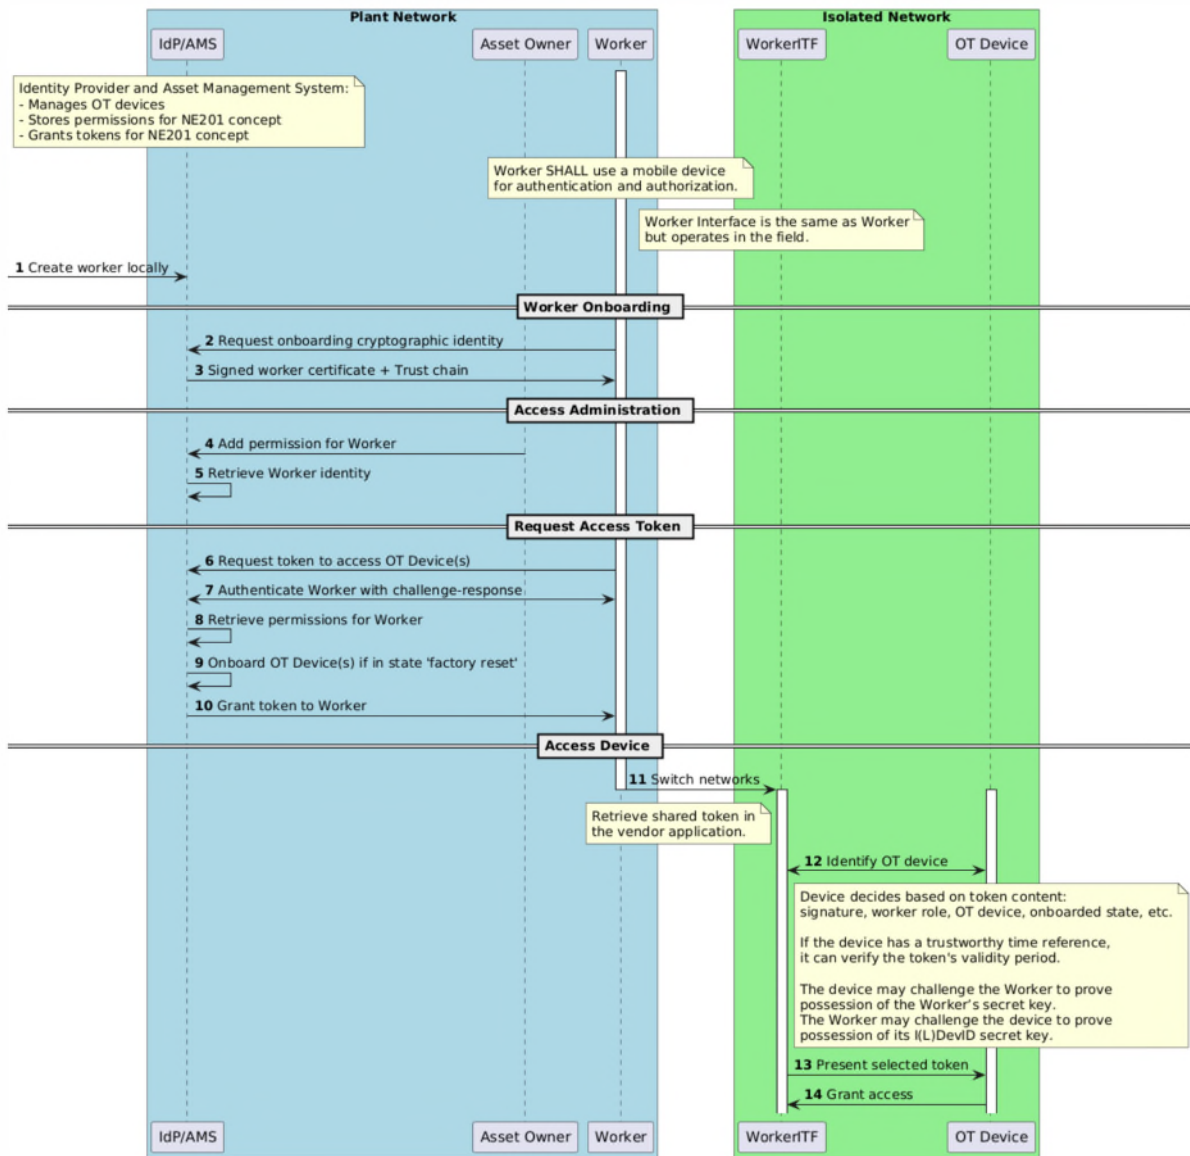 Plant Network
Isolated Network
IdP/AMS
Asset Owner
Worker
WorkerITF
OT Device
Identity Provider and Asset Management System:
- Manages OT devices
- Stores permissions for NE201 concept
- Grants tokens for NE201 concept
Worker SHALL use a mobile device
for authentication and authorization.
Worker Interface is the same as Worker
but operates in the field.
1 Create worker locally
Worker Onboarding
2 Request onboarding cryptographic identity
3 Signed worker certificate + Trust chain
Access Administration
4 Add permission for Worker
5 Retrieve Worker identity
Request Access Token
6 Request token to access OT Device(s)
7 Authenticate Worker with challenge-response
8 Retrieve permissions for Worker
9 Onboard OT Device(s) if in state 'factory reset'
10 Grant token to Worker
Access Device
11 Switch networks
Retrieve shared token in
the vendor application.
12 Identify OT device
Device decides based on token content:
signature, worker role, OT device, onboarded state, etc.
If the device has a trustworthy time reference,
it can verify the token's validity period.
The device may challenge the Worker to prove
possession of the Worker's secret key.
The Worker may challenge the device to prove
possession of its I(L)DevID secret key.
13 Present selected token
14 Grant access
IdP/AMS
Asset Owner
Worker
WorkerITF
OT Device